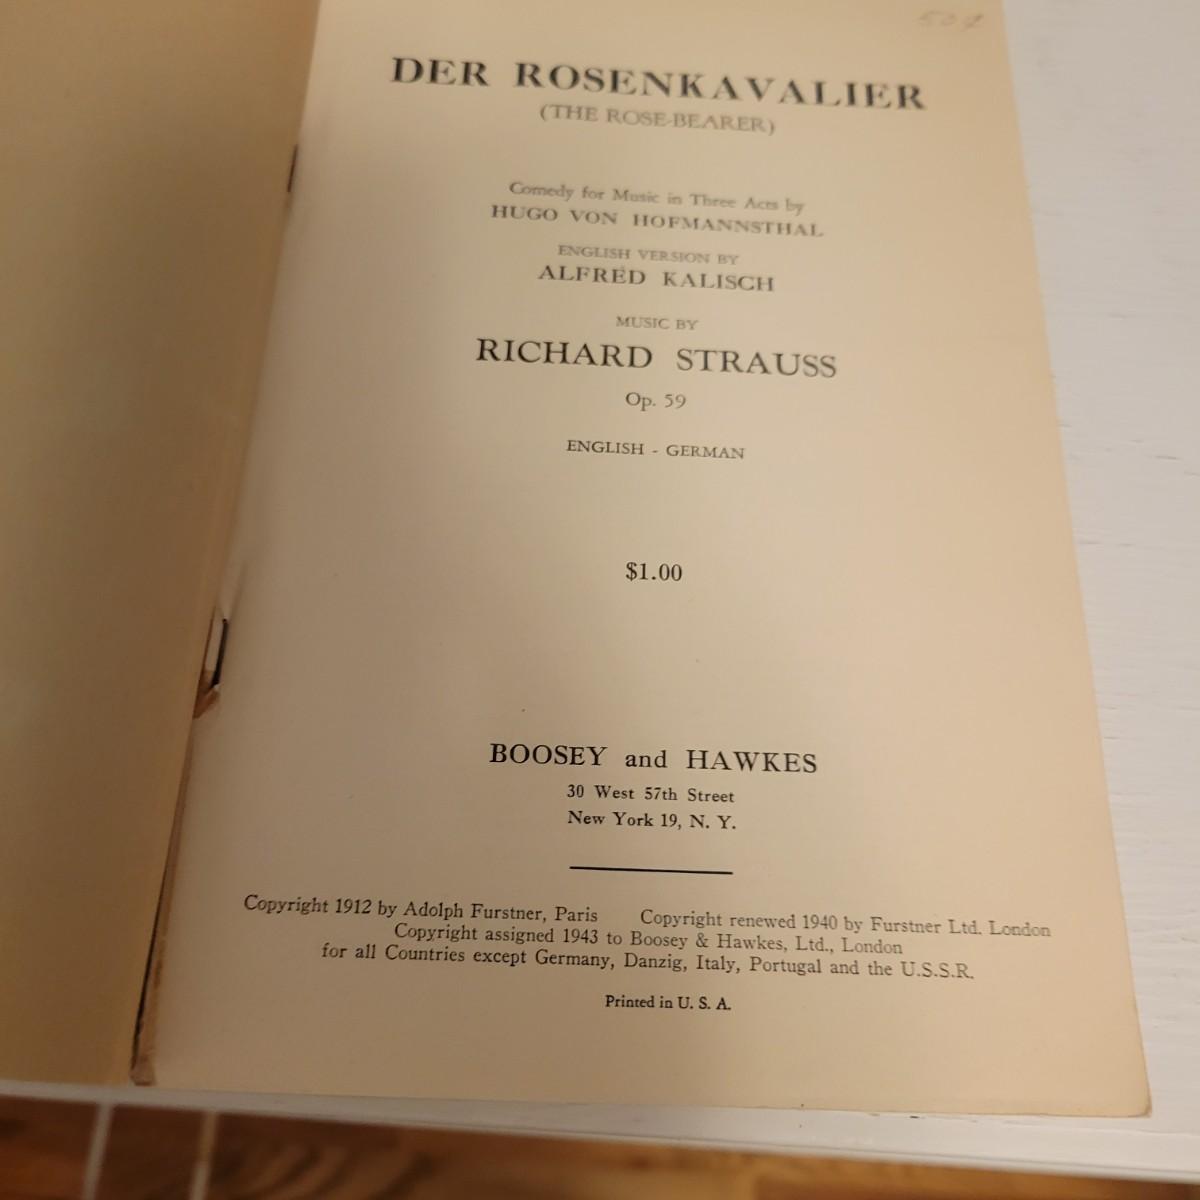 DER ROSENKAVALIER
(THE ROSE-BEARER)
Comedy for Music in Three Acts by
HUGO VON HOFMANNSTHAL
ENGLISH VERSION BY
ALFRED KALISCH
MUSIC BY
RICHARD STRAUSS
Op. 59
ENGLISH - GERMAN
$1.00
BOOSEY and HAWKES
30 West 57th Street
New York 19, N. Y.
Copyright 1912 by Adolph Furstner, Paris Copyright renewed 1940 by Furstner Ltd. London
Copyright assigned 1943 to Boosey & Hawkes, Ltd., London
for all Countries except Germany, Danzig, Italy, Portugal and the U.S.S.R.
Printed in U. S. A.